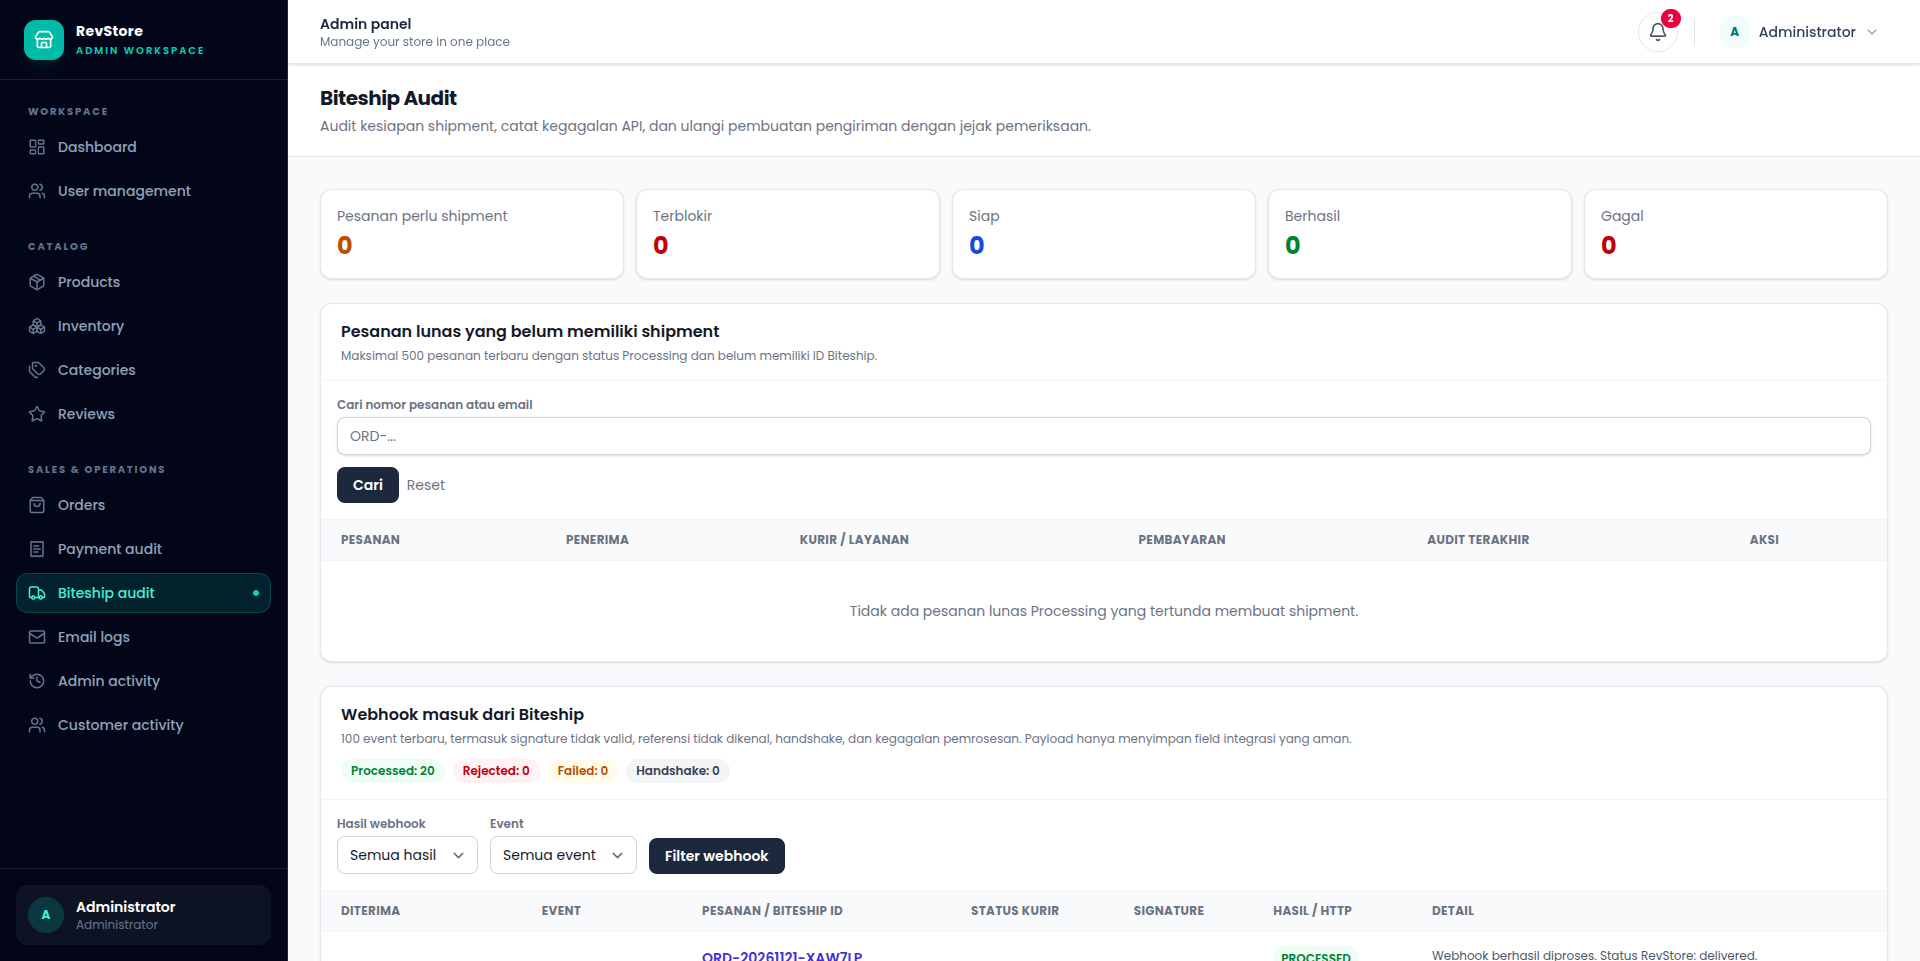 RevStore
ADMIN WORKSPACE
WORKSPACE
Dashboard
User management
CATALOG
Products
Inventory
Categories
Reviews
SALES & OPERATIONS
Orders
Payment audit
Biteship audit
Email logs
Admin activity
Customer activity
A
Administrator
Administrator
Admin panel
Manage your store in one place
2
A
Administrator
Biteship Audit
Audit kesiapan shipment, catat kegagalan API, dan ulangi pembuatan pengiriman dengan jejak pemeriksaan.
Pesanan perlu shipment
0
Terblokir
0
Siap
0
Berhasil
0
Gagal
0
Pesanan lunas yang belum memiliki shipment
Maksimal 500 pesanan terbaru dengan status Processing dan belum memiliki ID Biteship.
Cari nomor pesanan atau email
ORD-...
Cari Reset
PESANAN PENERIMA KURIR / LAYANAN PEMBAYARAN AUDIT TERAKHIR AKSI
Tidak ada pesanan lunas Processing yang tertunda membuat shipment.
Webhook masuk dari Biteship
100 event terbaru, termasuk signature tidak valid, referensi tidak dikenal, handshake, dan kegagalan pemrosesan. Payload hanya menyimpan field integrasi yang aman.
Processed: 20 Rejected: 0 Failed: 0 Handshake: 0
Hasil webhook Event
Semua hasil Semua event Filter webhook
DITERIMA EVENT PESANAN / BITESHIP ID STATUS KURIR SIGNATURE HASIL / HTTP DETAIL
ORD-20261121-XAW7LP PROCESSED Webhook berhasil diproses. Status RevStore: delivered.